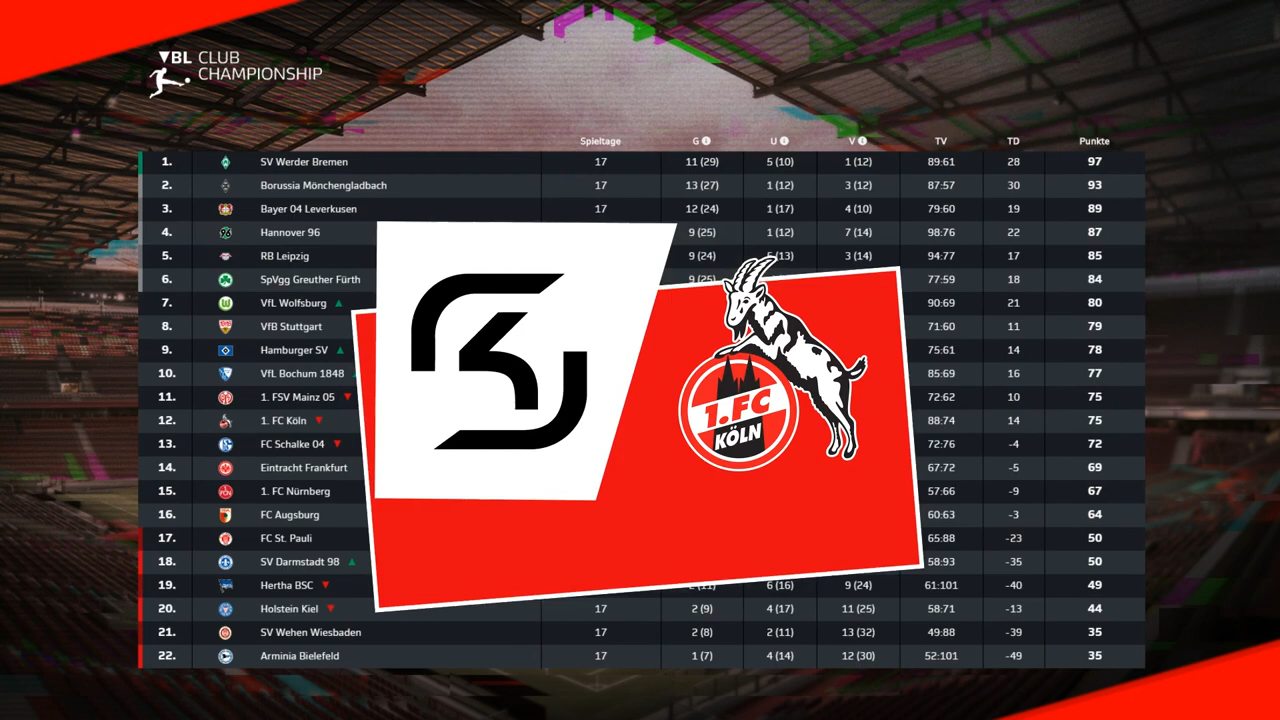 VBL CLUB
CHAMPIONSHIP
Spieltage G U V TV TD Punkte
1. SV Werder Bremen 17 11 (29) 5 (10) 1 (12) 89:61 28 97
2. Borussia Mönchengladbach 17 13 (27) 1 (12) 3 (12) 87:57 30 93
3. Bayer 04 Leverkusen 17 12 (24) 1 (17) 4 (10) 79:60 19 89
4. Hannover 96 9 (25) 1 (12) 7 (14) 98:76 22 87
5. RB Leipzig 9 (24) (13) 3 (14) 94:77 17 85
6. SpVgg Greuther Fürth 9 (25) 77:59 18 84
7. VfL Wolfsburg 90:69 21 80
8. VfB Stuttgart 71:60 11 79
9. Hamburger SV 75:61 14 78
10. VfL Bochum 1848 85:69 16 77
11. 1. FSV Mainz 05 72:62 10 75
12. 1. FC Köln 88:74 14 75
13. FC Schalke 04 72:76 -4 72
14. Eintracht Frankfurt 67:72 -5 69
15. 1. FC Nürnberg 57:66 -9 67
16. FC Augsburg 60:63 -3 64
17. FC St. Pauli 65:88 -23 50
18. SV Darmstadt 98 58:93 -35 50
19. Hertha BSC 6 (16) 9 (24) 61:101 -40 49
20. Holstein Kiel 17 2 (9) 4 (17) 11 (25) 58:71 -13 44
21. SV Wehen Wiesbaden 17 2 (8) 2 (11) 13 (32) 49:88 -39 35
22. Arminia Bielefeld 17 1 (7) 4 (14) 12 (30) 52:101 -49 35
SK
1. FC
KÖLN